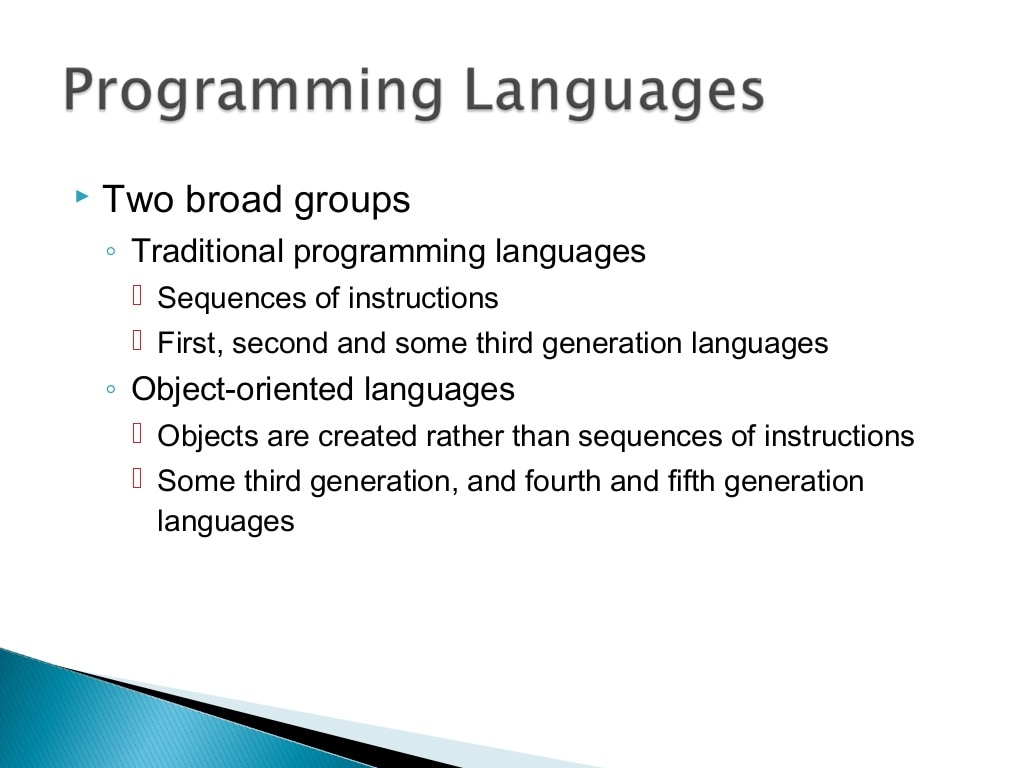 Programming Languages
Two broad groups
Traditional programming languages
Sequences of instructions
First, second and some third generation languages
Object-oriented languages
Objects are created rather than sequences of instructions
Some third generation, and fourth and fifth generation
languages